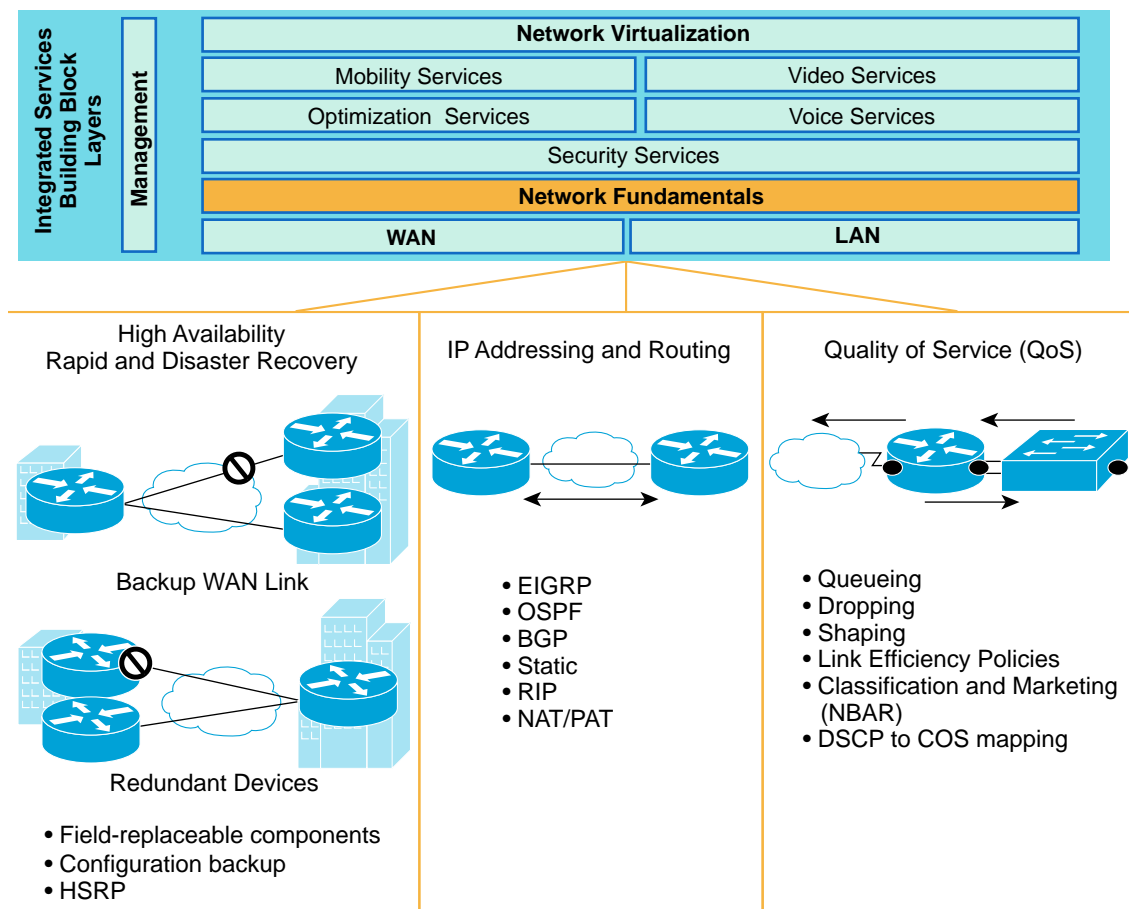 Integrated Services
Building Block
Layers
Management
Network Virtualization
Mobility Services
Video Services
Optimization Services
Voice Services
Security Services
Network Fundamentals
WAN
LAN
High Availability
Rapid and Disaster Recovery
Backup WAN Link
Redundant Devices
• Field-replaceable components
• Configuration backup
• HSRP
IP Addressing and Routing
• EIGRP
• OSPF
• BGP
• Static
• RIP
• NAT/PAT
Quality of Service (QoS)
• Queueing
• Dropping
• Shaping
• Link Efficiency Policies
• Classification and Marketing
(NBAR)
• DSCP to COS mapping